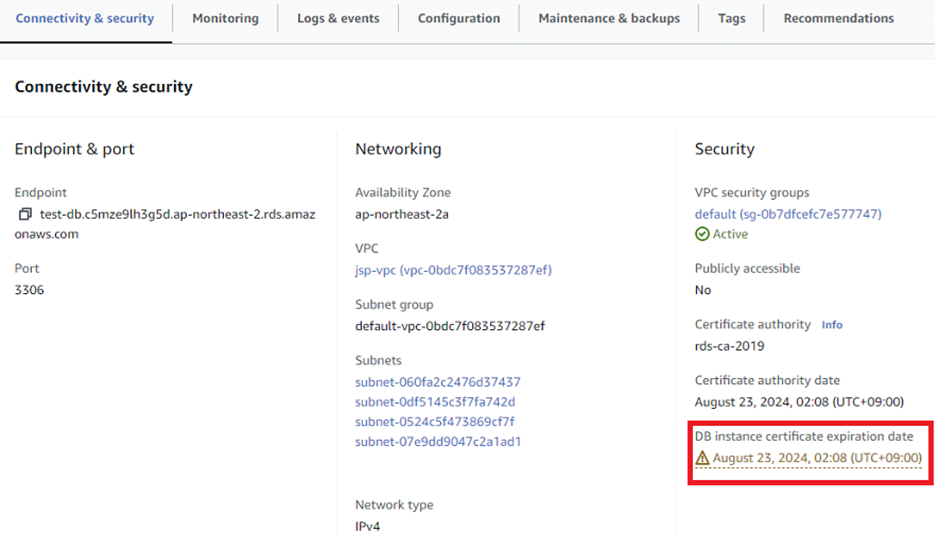 Connectivity & security
Monitoring
Logs & events
Configuration
Maintenance & backups
Tags
Recommendations
Connectivity & security
Endpoint & port
Endpoint
test-db.c5mze9lh3g5d.ap-northeast-2.rds.amaz
onaws.com
Port
3306
Networking
Availability Zone
ap-northeast-2a
VPC
jsp-vpc (vpc-0bdc7f083537287ef)
Subnet group
default-vpc-0bdc7f083537287ef
Subnets
subnet-060fa2c2476d37437
subnet-0df5145c3f7fa742d
subnet-0524c5f473869cf7f
subnet-07e9dd9047c2a1ad1
Network type
IPv4
Security
VPC security groups
default (sg-0b7dfcefc7e577747)
Active
Publicly accessible
No
Certificate authority Info
rds-ca-2019
Certificate authority date
August 23, 2024, 02:08 (UTC+09:00)
DB instance certificate expiration date
August 23, 2024, 02:08 (UTC+09:00)